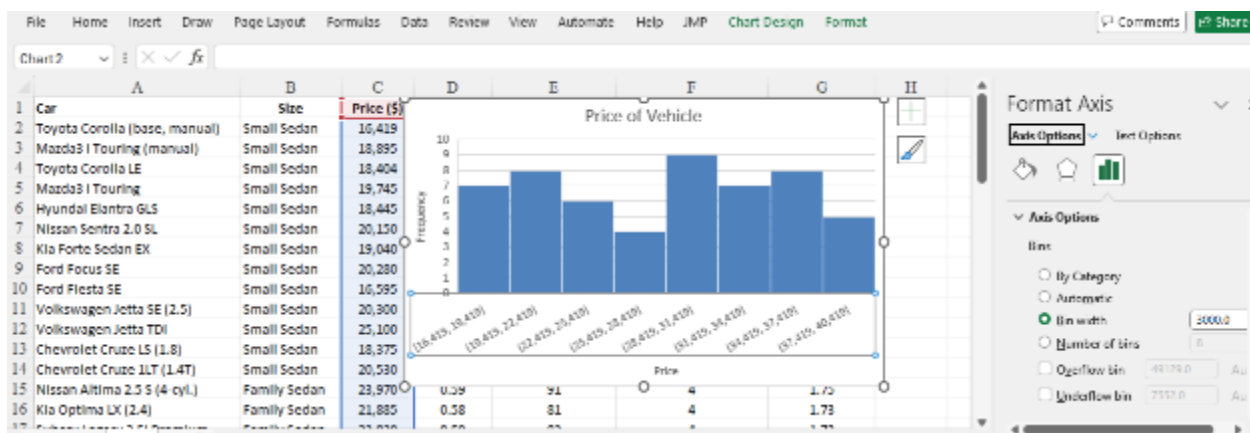 File Home Insert Draw Page Layout Formulas Data Review View Automate Help JMP Chart Design Format Comments Share
Chart2 fx
A B C D E F G H
1 Car Size Price ($)
2 Toyota Corolla (base, manual) Small Sedan 16,419
3 Mazda3 I Touring (manual) Small Sedan 18,895
4 Toyota Corolla LE Small Sedan 18,404
5 Mazda3 I Touring Small Sedan 19,745
6 Hyundai Elantra GLS Small Sedan 18,445
7 Nissan Sentra 2.0 SL Small Sedan 20,150
8 Kia Forte Sedan EX Small Sedan 19,040
9 Ford Focus SE Small Sedan 20,280
10 Ford Fiesta SE Small Sedan 16,595
11 Volkswagen Jetta SE (2.5) Small Sedan 20,300
12 Volkswagen Jetta TDI Small Sedan 25,100
13 Chevrolet Cruze LS (1.8) Small Sedan 18,375
14 Chevrolet Cruze 1LT (1.4T) Small Sedan 20,530
15 Nissan Altima 2.5 S (4-cyl.) Family Sedan 23,970 0.59 91 4 1.75
16 Kia Optima LX (2.4) Family Sedan 21,885 0.58 81 4 1.73
17
Price of Vehicle
Frequency
10
9
8
7
6
5
4
3
2
1
0
[16,419, 19,419] (19,419, 22,419] (22,419, 25,419] (25,419, 28,419] (28,419, 31,419] (31,419, 34,419] (34,419, 37,419] (37,419, 40,419]
Price
Format Axis
Axis Options Text Options
Axis Options
Bins
By Category
Automatic
Bin width 3000.0
Number of bins
Overflow bin 49129.0 Au
Underflow bin 7557.0 Au